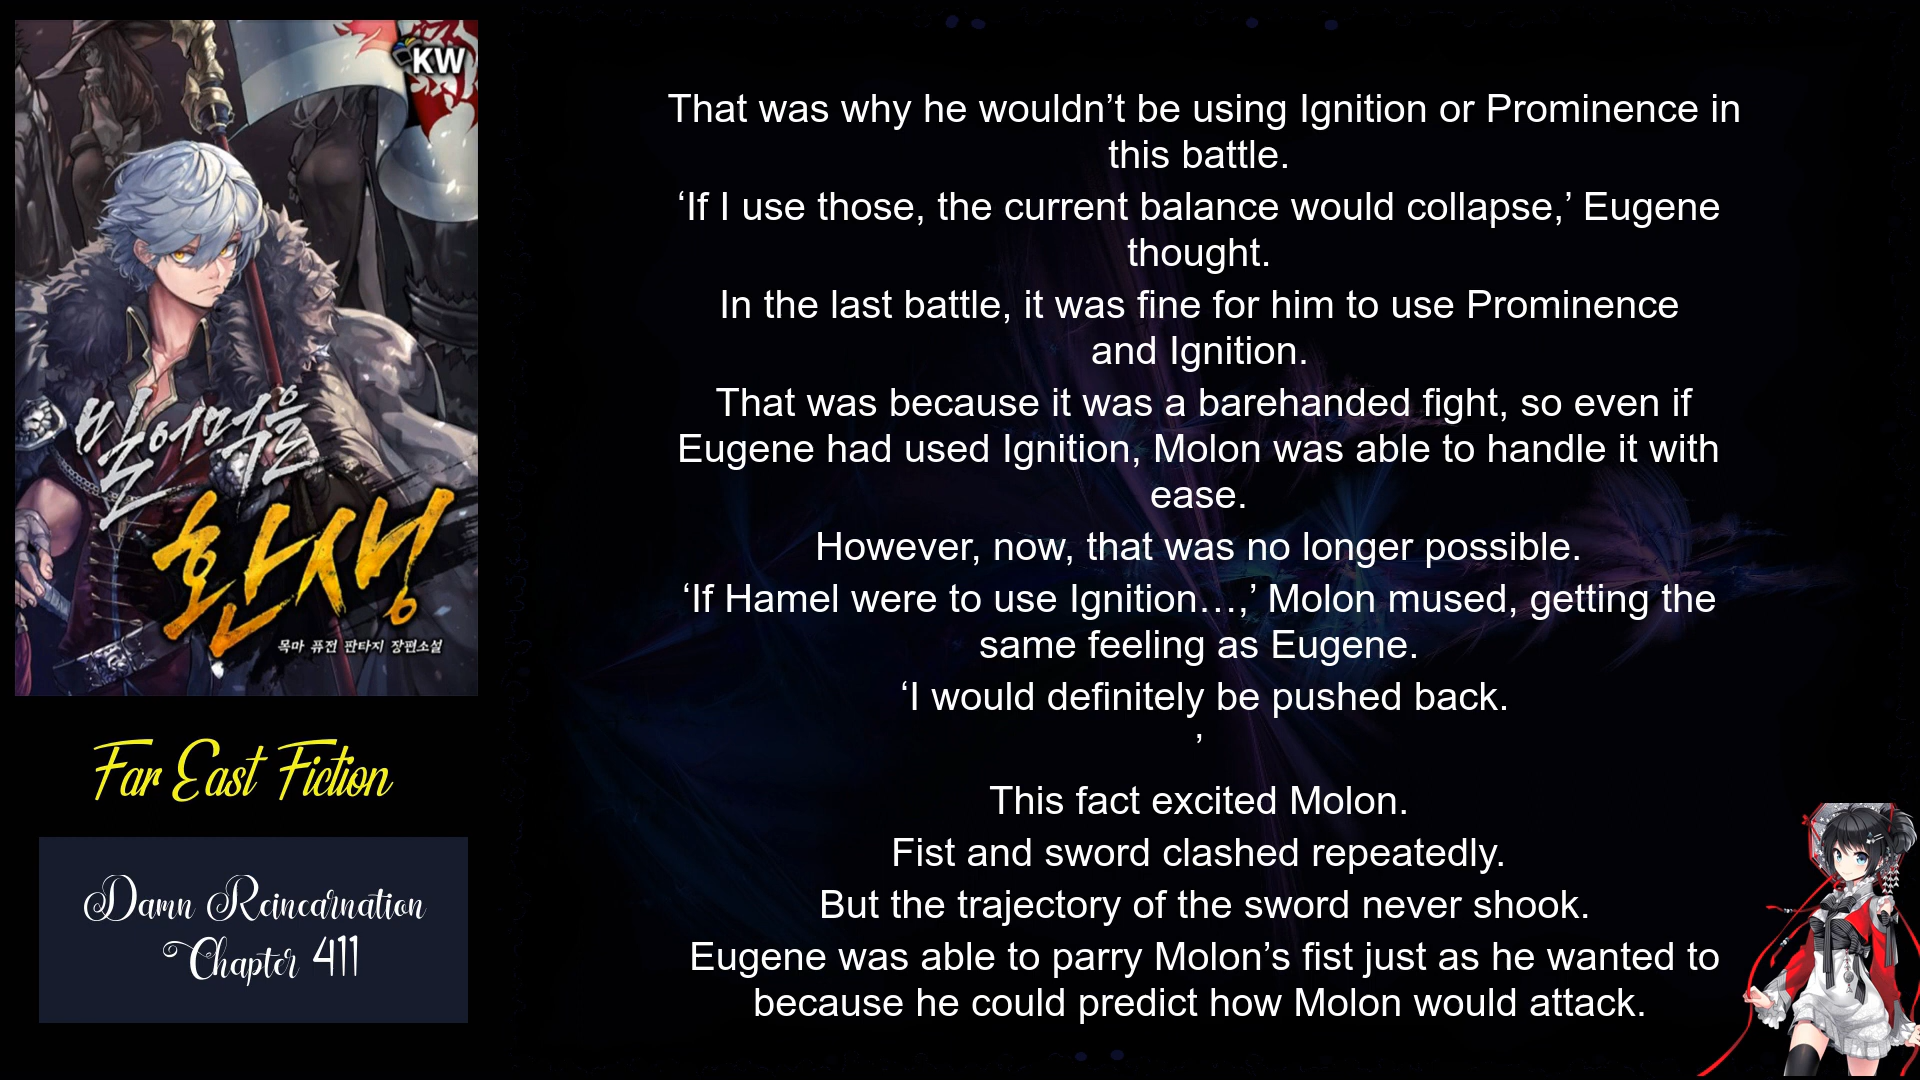 KW
빌어먹을
환생
목마 퓨전 판타지 장편소설
Far East Fiction
Damn Reincarnation
Chapter 411
That was why he wouldn’t be using Ignition or Prominence in
this battle.
‘If I use those, the current balance would collapse,’ Eugene
thought.
In the last battle, it was fine for him to use Prominence
and Ignition.
That was because it was a barehanded fight, so even if
Eugene had used Ignition, Molon was able to handle it with
ease.
However, now, that was no longer possible.
‘If Hamel were to use Ignition…,’ Molon mused, getting the
same feeling as Eugene.
‘I would definitely be pushed back.
’
This fact excited Molon.
Fist and sword clashed repeatedly.
But the trajectory of the sword never shook.
Eugene was able to parry Molon’s fist just as he wanted to
because he could predict how Molon would attack.